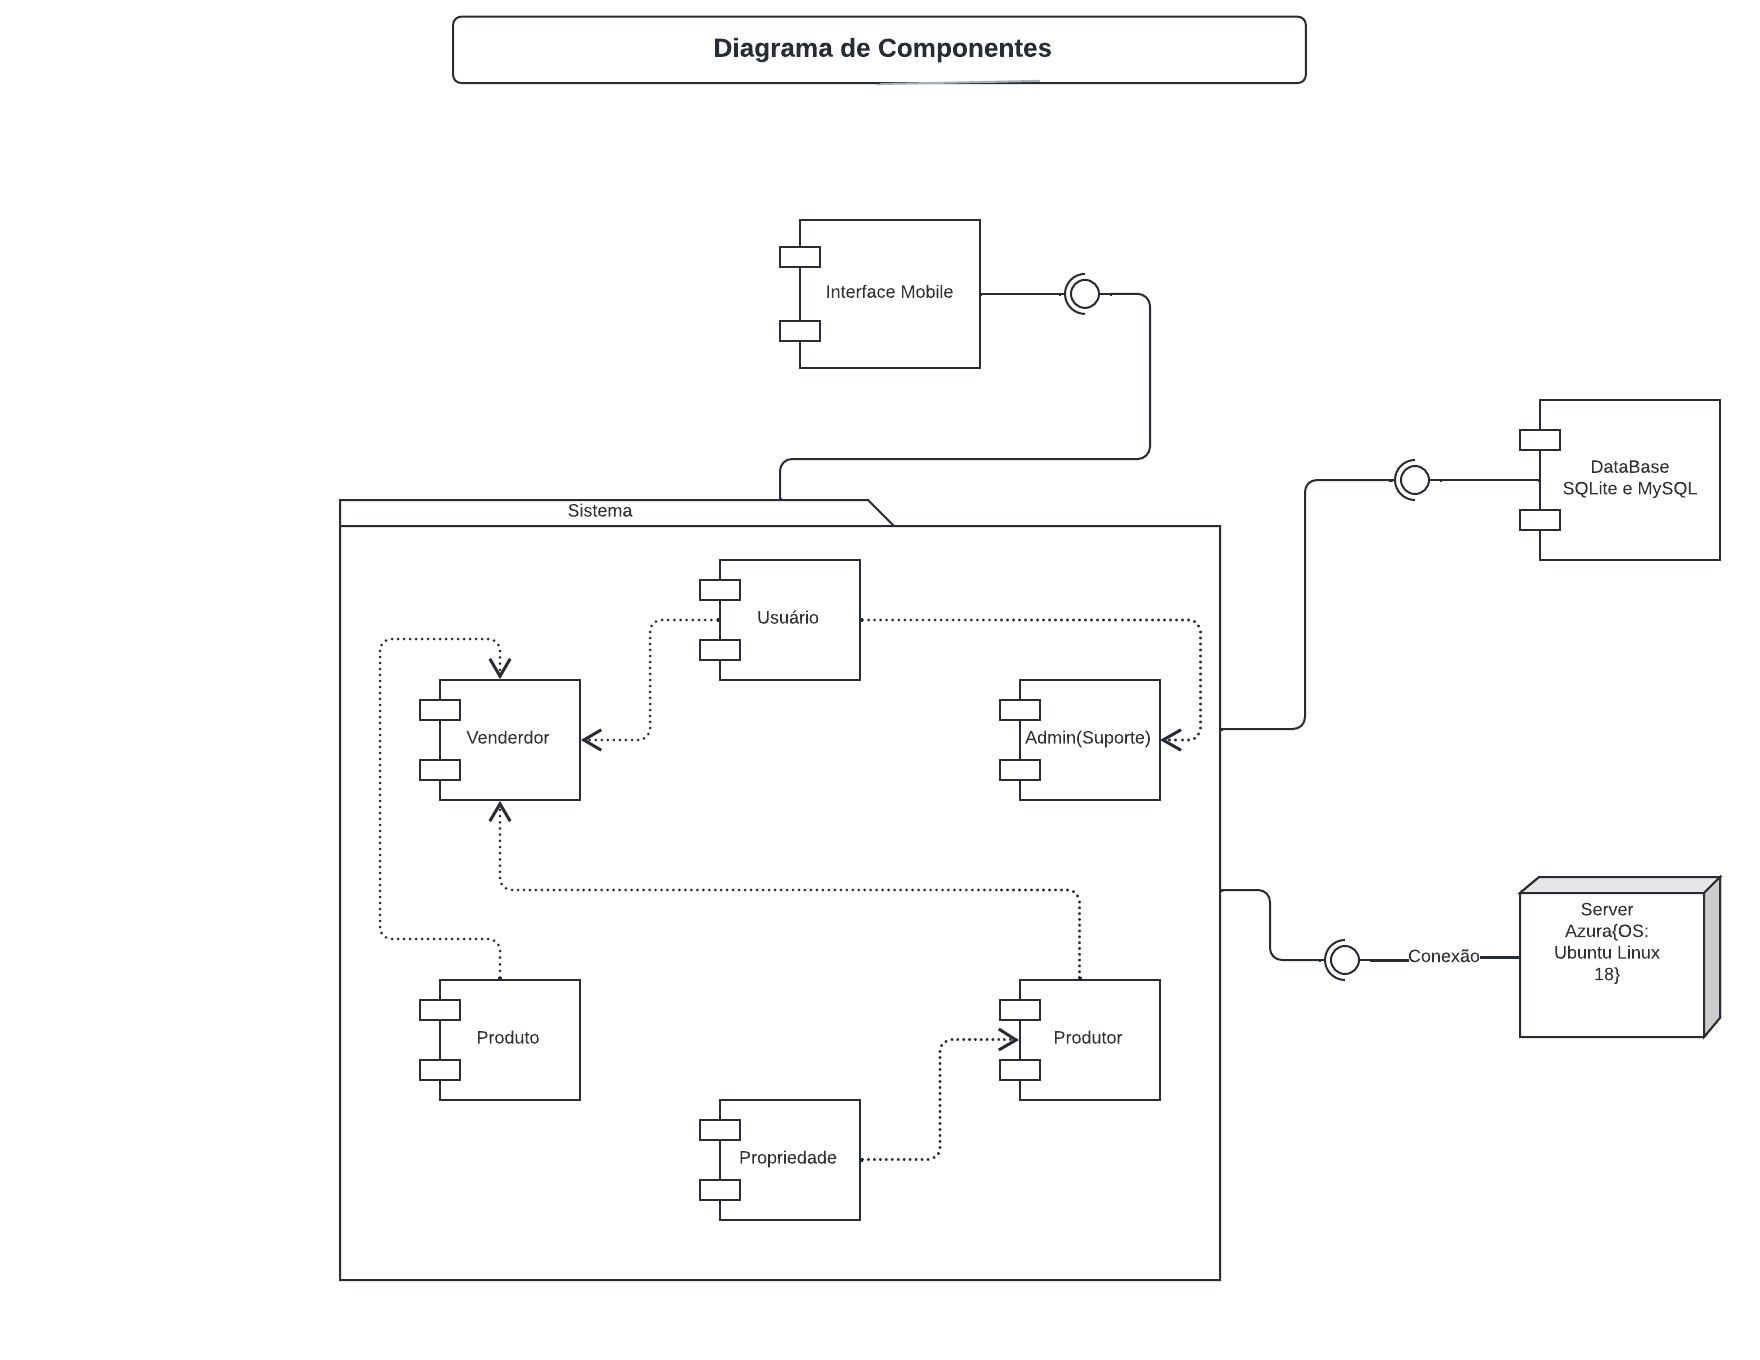 Diagrama de Componentes
Interface Mobile
DataBase
SQLite e MySQL
Sistema
Usuário
Venderdor
Admin(Suporte)
Server
Azura{OS:
Ubuntu Linux
18}
Conexão
Produto
Produtor
Propriedade